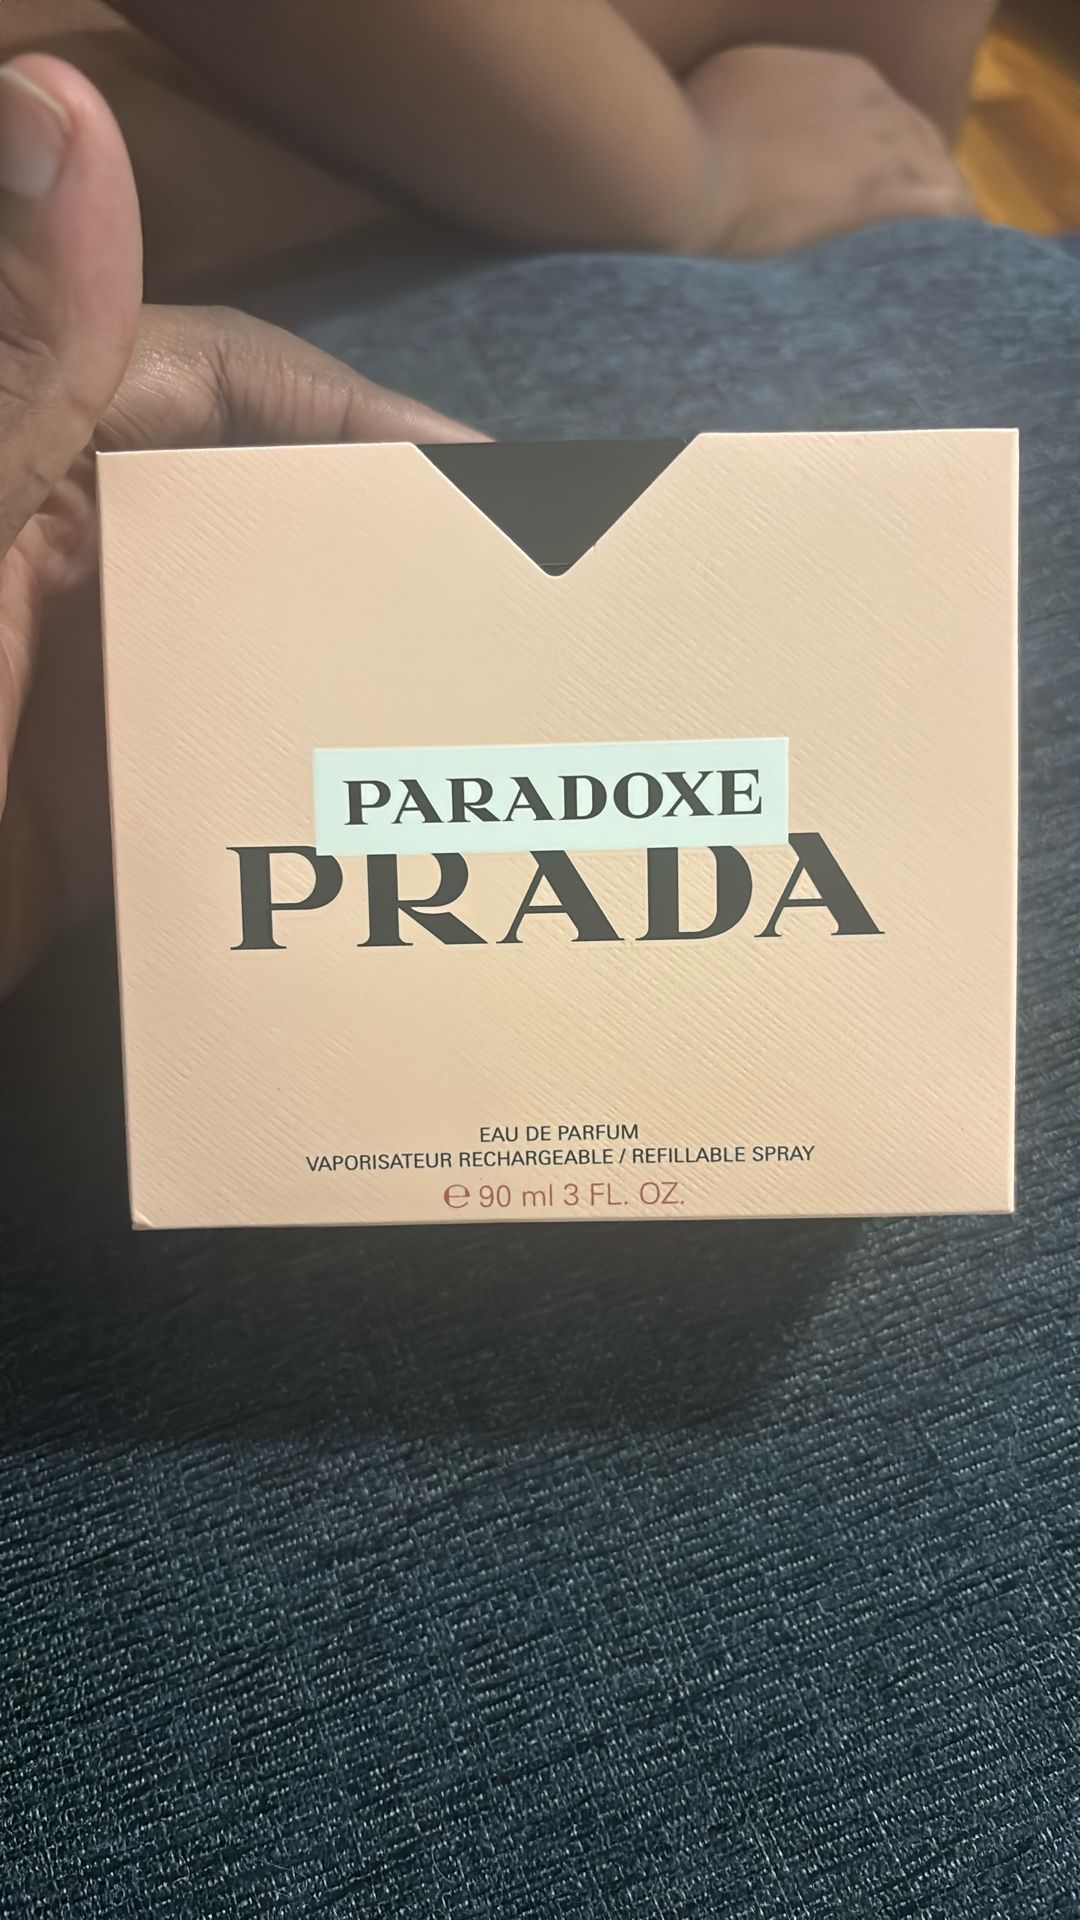 PARADOXE
PRADA
EAU DE PARFUM
VAPORISATEUR RECHARGEABLE / REFILLABLE SPRAY
℮ 90 ml 3 FL. OZ.